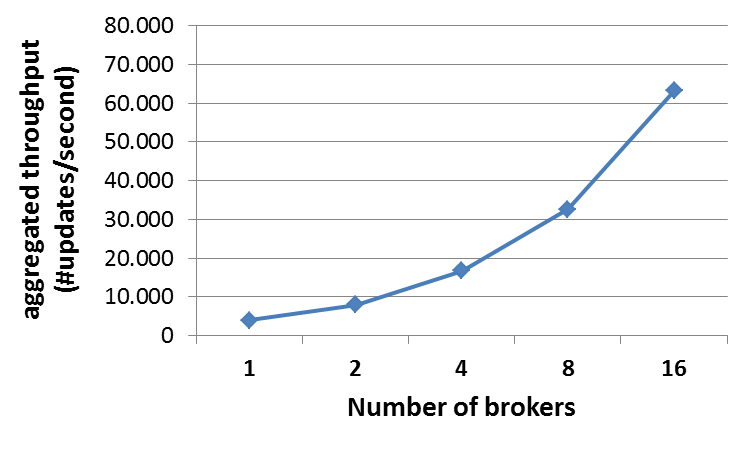 aggregated throughput
(#updates/second)
80.000
70.000
60.000
50.000
40.000
30.000
20.000
10.000
0
1 2 4 8 16
Number of brokers